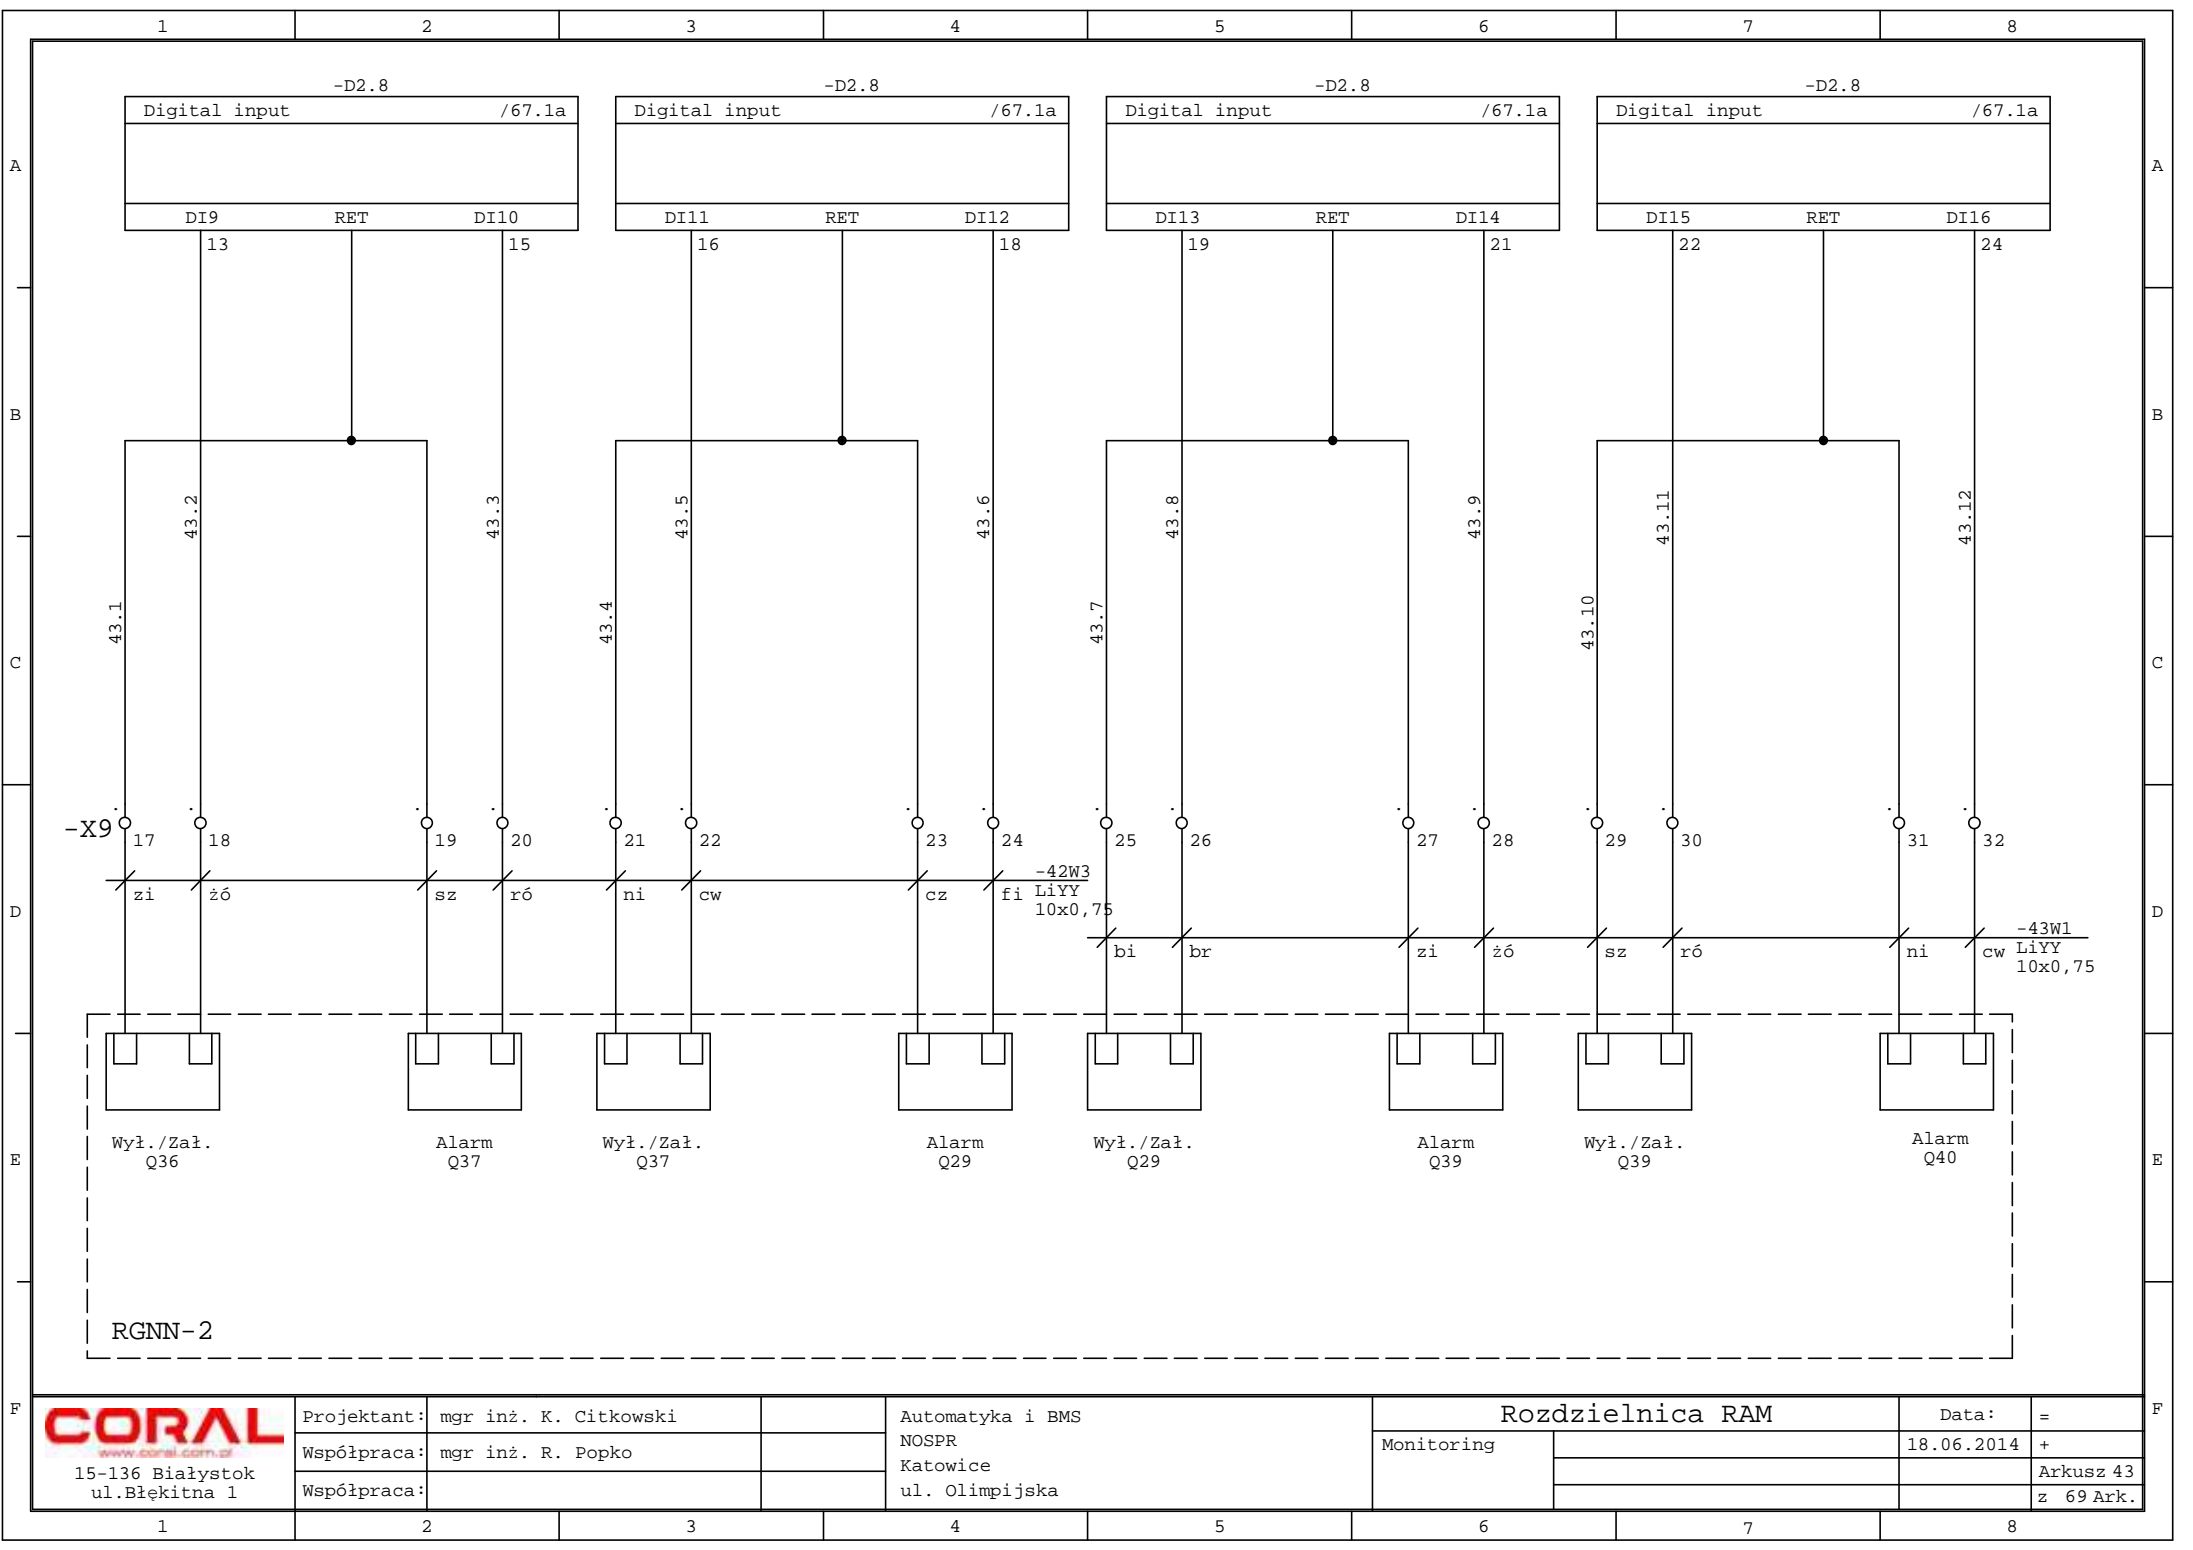 1 2 3 4 5 6 7 8
-D2.8 -D2.8 -D2.8 -D2.8
Digital input /67.1a Digital input /67.1a Digital input /67.1a Digital input /67.1a
A A
DI9 RET DI10 DI11 RET DI12 DI13 RET DI14 DI15 RET DI16
13 15 16 18 19 21 22 24
B B
43.2 43.3 43.5 43.6 43.8 43.9 43.11 43.12
43.1 43.4 43.7 43.10
C C
-X9
17 18 19 20 21 22 23 24 25 26 27 28 29 30 31 32
-42W3
zi żó sz ró ni cw cz fi LiYY
10x0,75
D D
-43W1
bi br zi żó sz ró ni cw LiYY
10x0,75
Wył./Zał. Alarm Wył./Zał. Alarm Wył./Zał. Alarm Wył./Zał. Alarm
Q36 Q37 Q37 Q29 Q29 Q39 Q39 Q40
E E
RGNN-2
F F
CORAL
www.coral.com.pl
15-136 Białystok
ul.Błękitna 1
Projektant: mgr inż. K. Citkowski
Współpraca: mgr inż. R. Popko
Współpraca:
Automatyka i BMS
NOSPR
Katowice
ul. Olimpijska
Rozdzielnica RAM
Monitoring
Data: =
18.06.2014 +
Arkusz 43
z 69 Ark.
1 2 3 4 5 6 7 8